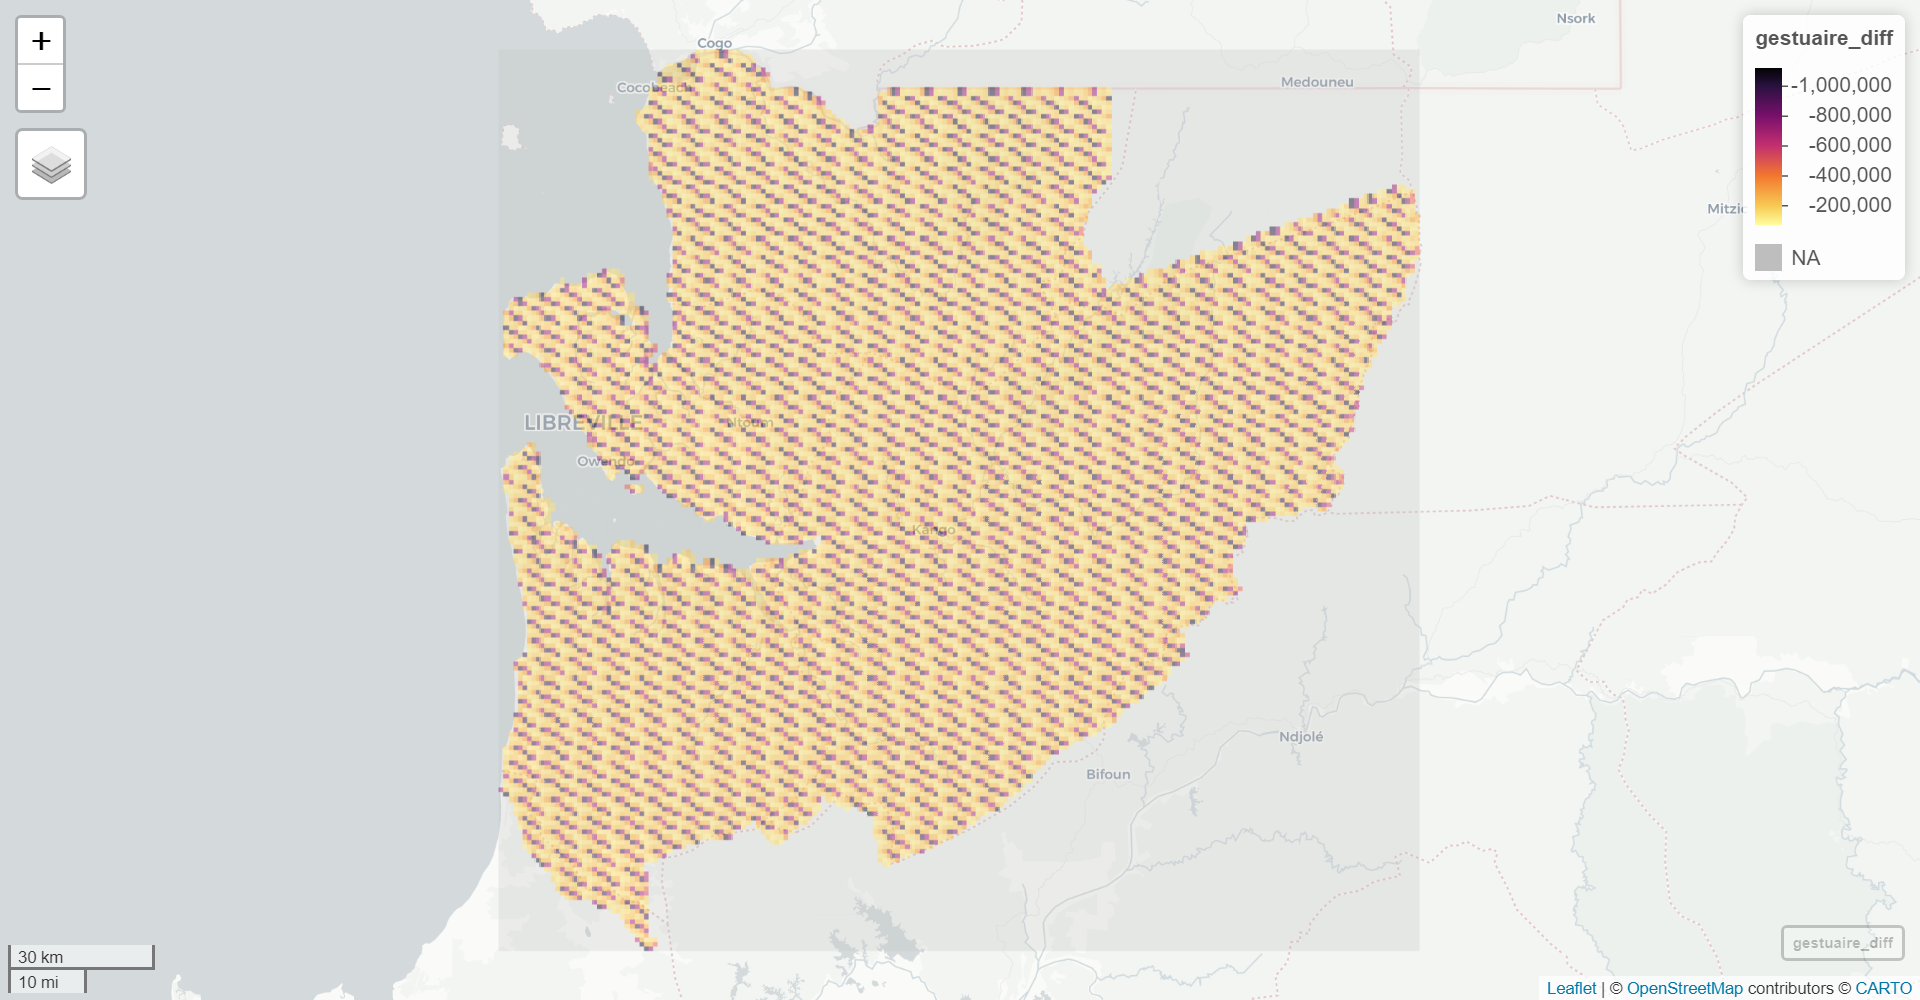 +
−
Cogo
Cocobeach
Nsork
Medouneu
Mitzic
gestuaire_diff
-1,000,000
-800,000
-600,000
-400,000
-200,000
NA
LIBREVILLE
Ntoum
Owendo
Kango
Ndjolé
Bifoun
gestuaire_diff
30 km
10 mi
Leaflet | © OpenStreetMap contributors © CARTO